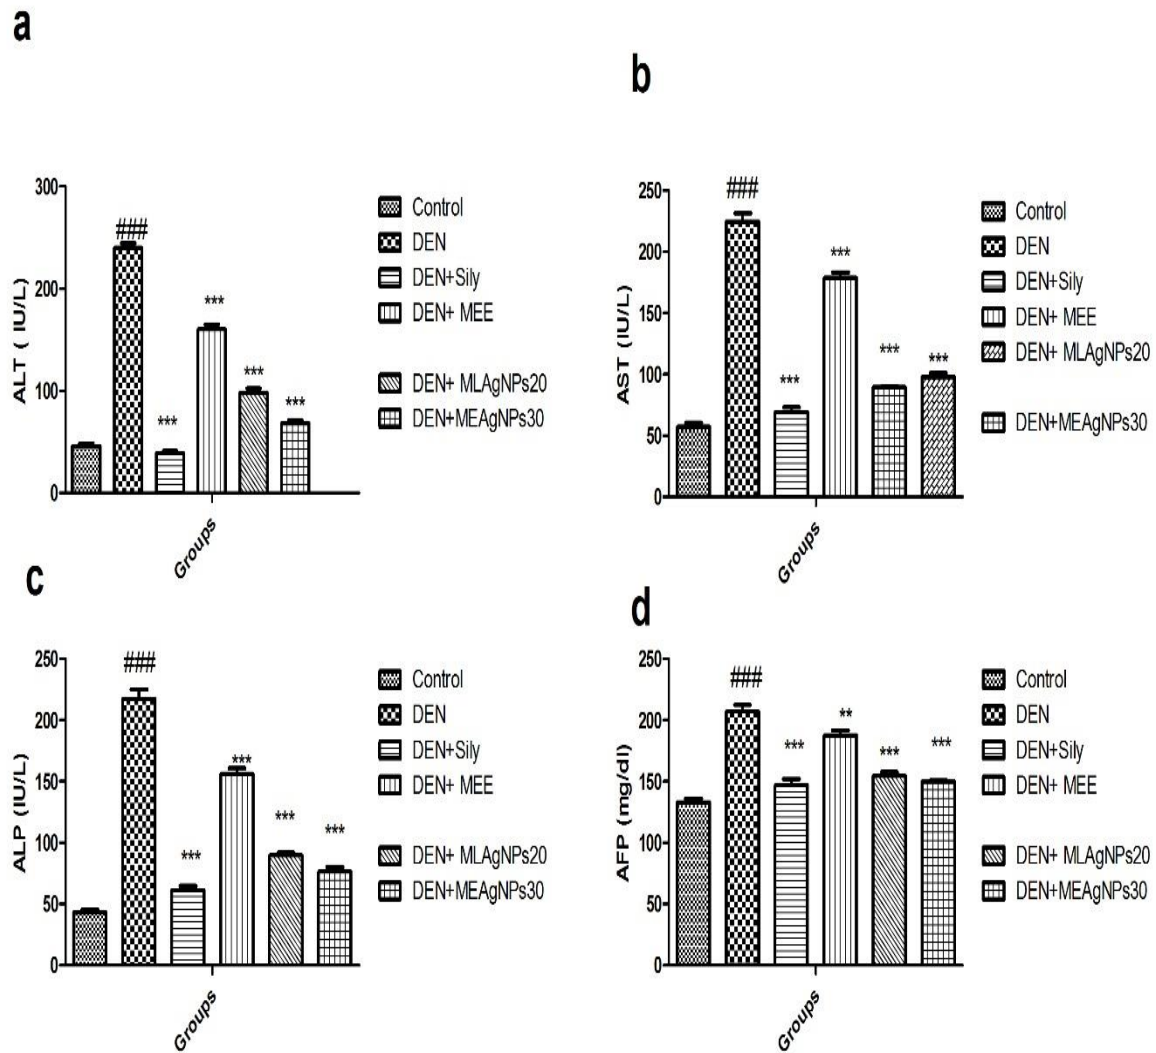 a
300
200
100
0
ALT ( IU/L)
###
***
***
***
***
Groups
Control
DEN
DEN+Sily
DEN+ MEE
DEN+ MLAgNPs20
DEN+MEAgNPs30
b
250
200
150
100
50
0
AST (IU/L)
###
***
***
***
***
Groups
Control
DEN
DEN+Sily
DEN+ MEE
DEN+ MLAgNPs20
DEN+MEAgNPs30
c
250
200
150
100
50
0
ALP (IU/L)
###
***
***
***
***
Groups
Control
DEN
DEN+Sily
DEN+ MEE
DEN+ MLAgNPs20
DEN+MEAgNPs30
d
250
200
150
100
50
0
AFP (mg/dl)
###
***
**
***
***
Groups
Control
DEN
DEN+Sily
DEN+ MEE
DEN+ MLAgNPs20
DEN+MEAgNPs30